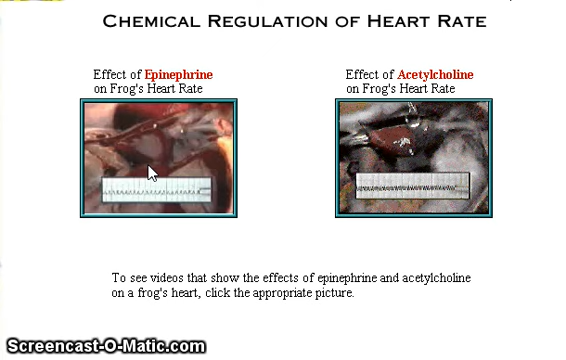 CHEMICAL REGULATION OF HEART RATE
Effect of Epinephrine
on Frog's Heart Rate
Effect of Acetylcholine
on Frog's Heart Rate
To see videos that show the effects of epinephrine and acetylcholine
on a frog's heart, click the appropriate picture.
Screencast-O-Matic.com